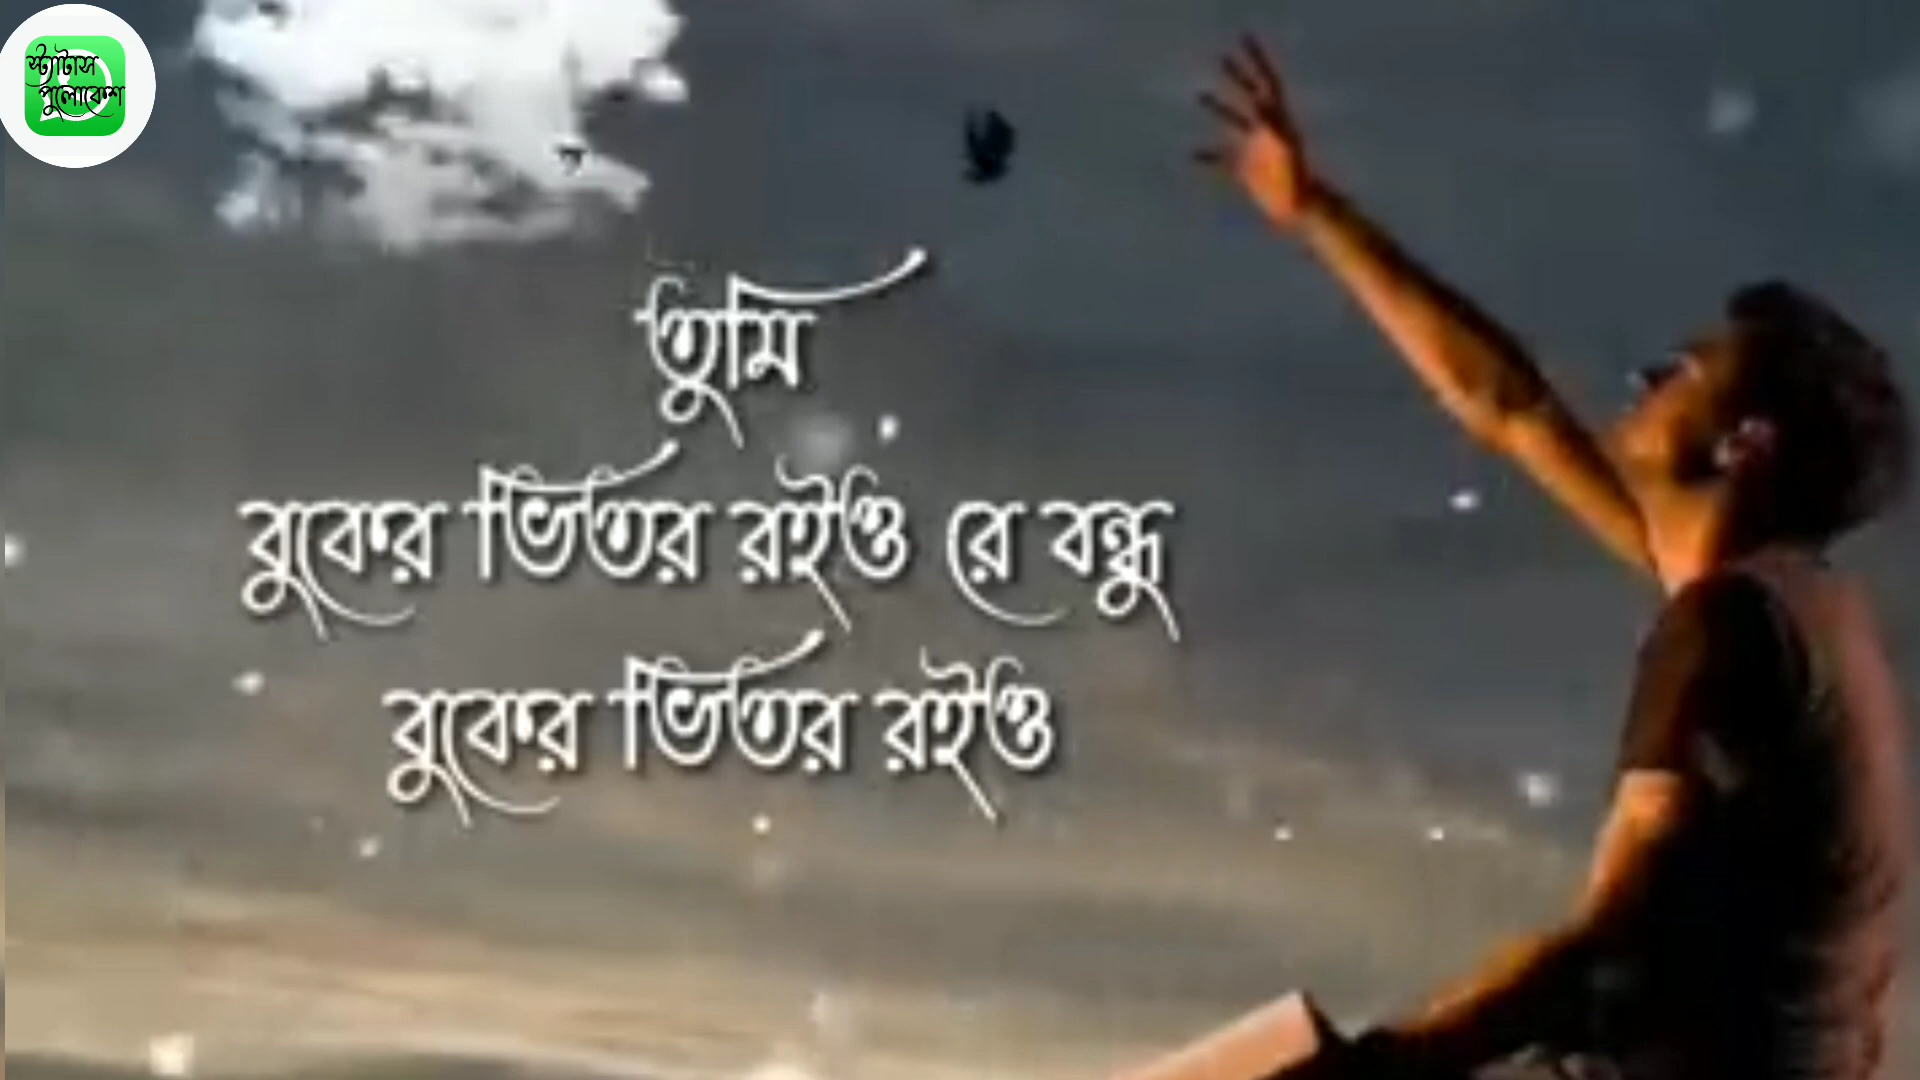 স্ট্যাটাস
পুলোকেশ
তুমি
বুকের ভিতর রইও রে বন্ধু
বুকের ভিতর রইও